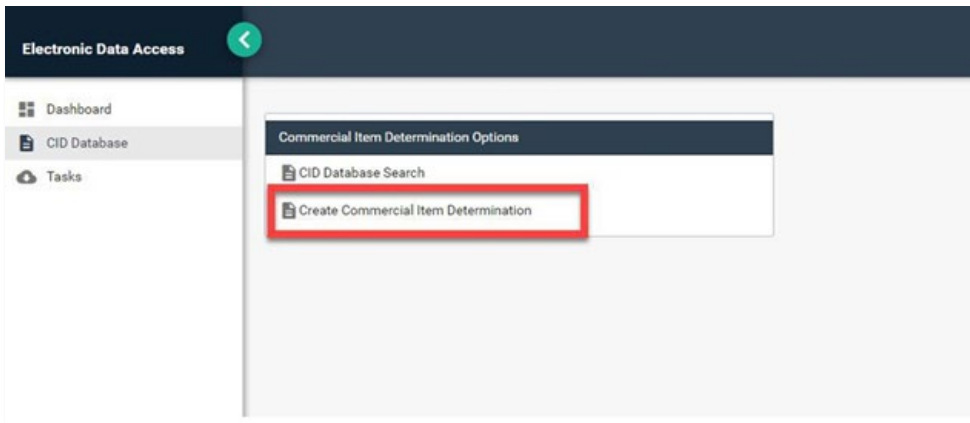 Electronic Data Access
Dashboard
CID Database
Tasks
Commercial Item Determination Options
CID Database Search
Create Commercial Item Determination